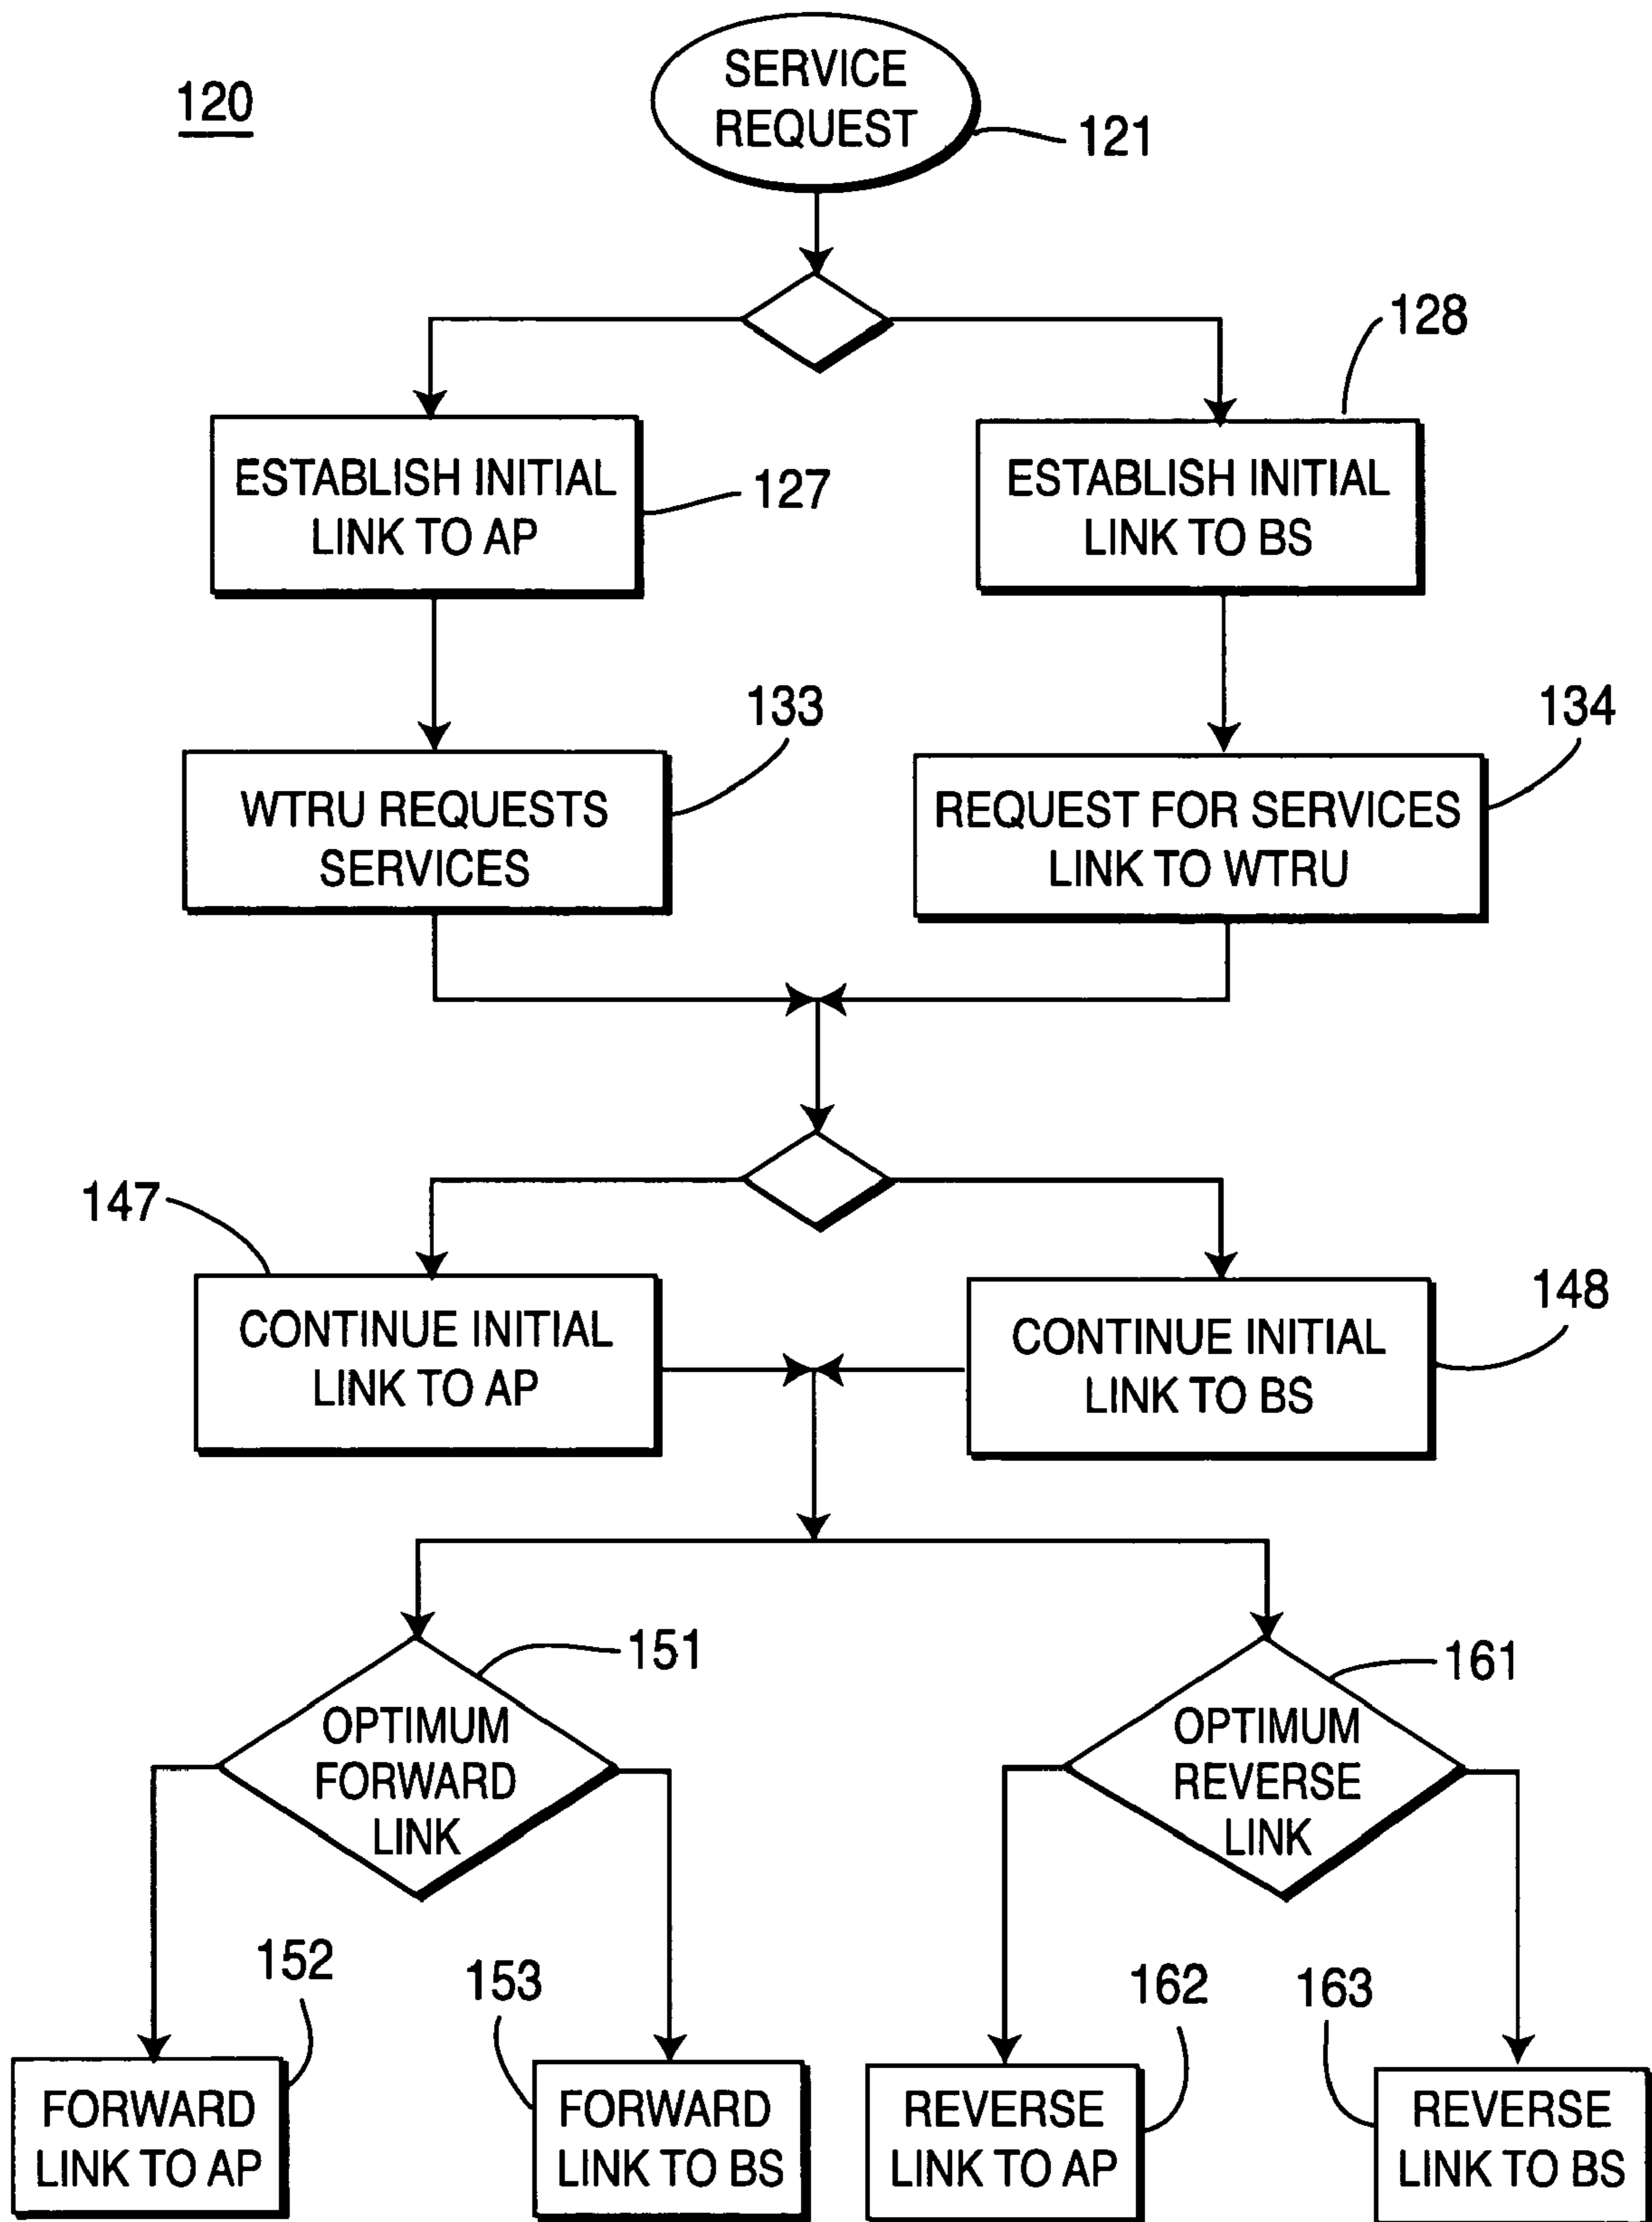 120
SERVICE
REQUEST
121
128
ESTABLISH INITIAL
LINK TO AP
127
ESTABLISH INITIAL
LINK TO BS
133
134
WTRU REQUESTS
SERVICES
REQUEST FOR SERVICES
LINK TO WTRU
147
148
CONTINUE INITIAL
LINK TO AP
CONTINUE INITIAL
LINK TO BS
151
161
OPTIMUM
FORWARD
LINK
OPTIMUM
REVERSE
LINK
152
153
162
163
FORWARD
LINK TO AP
FORWARD
LINK TO BS
REVERSE
LINK TO AP
REVERSE
LINK TO BS